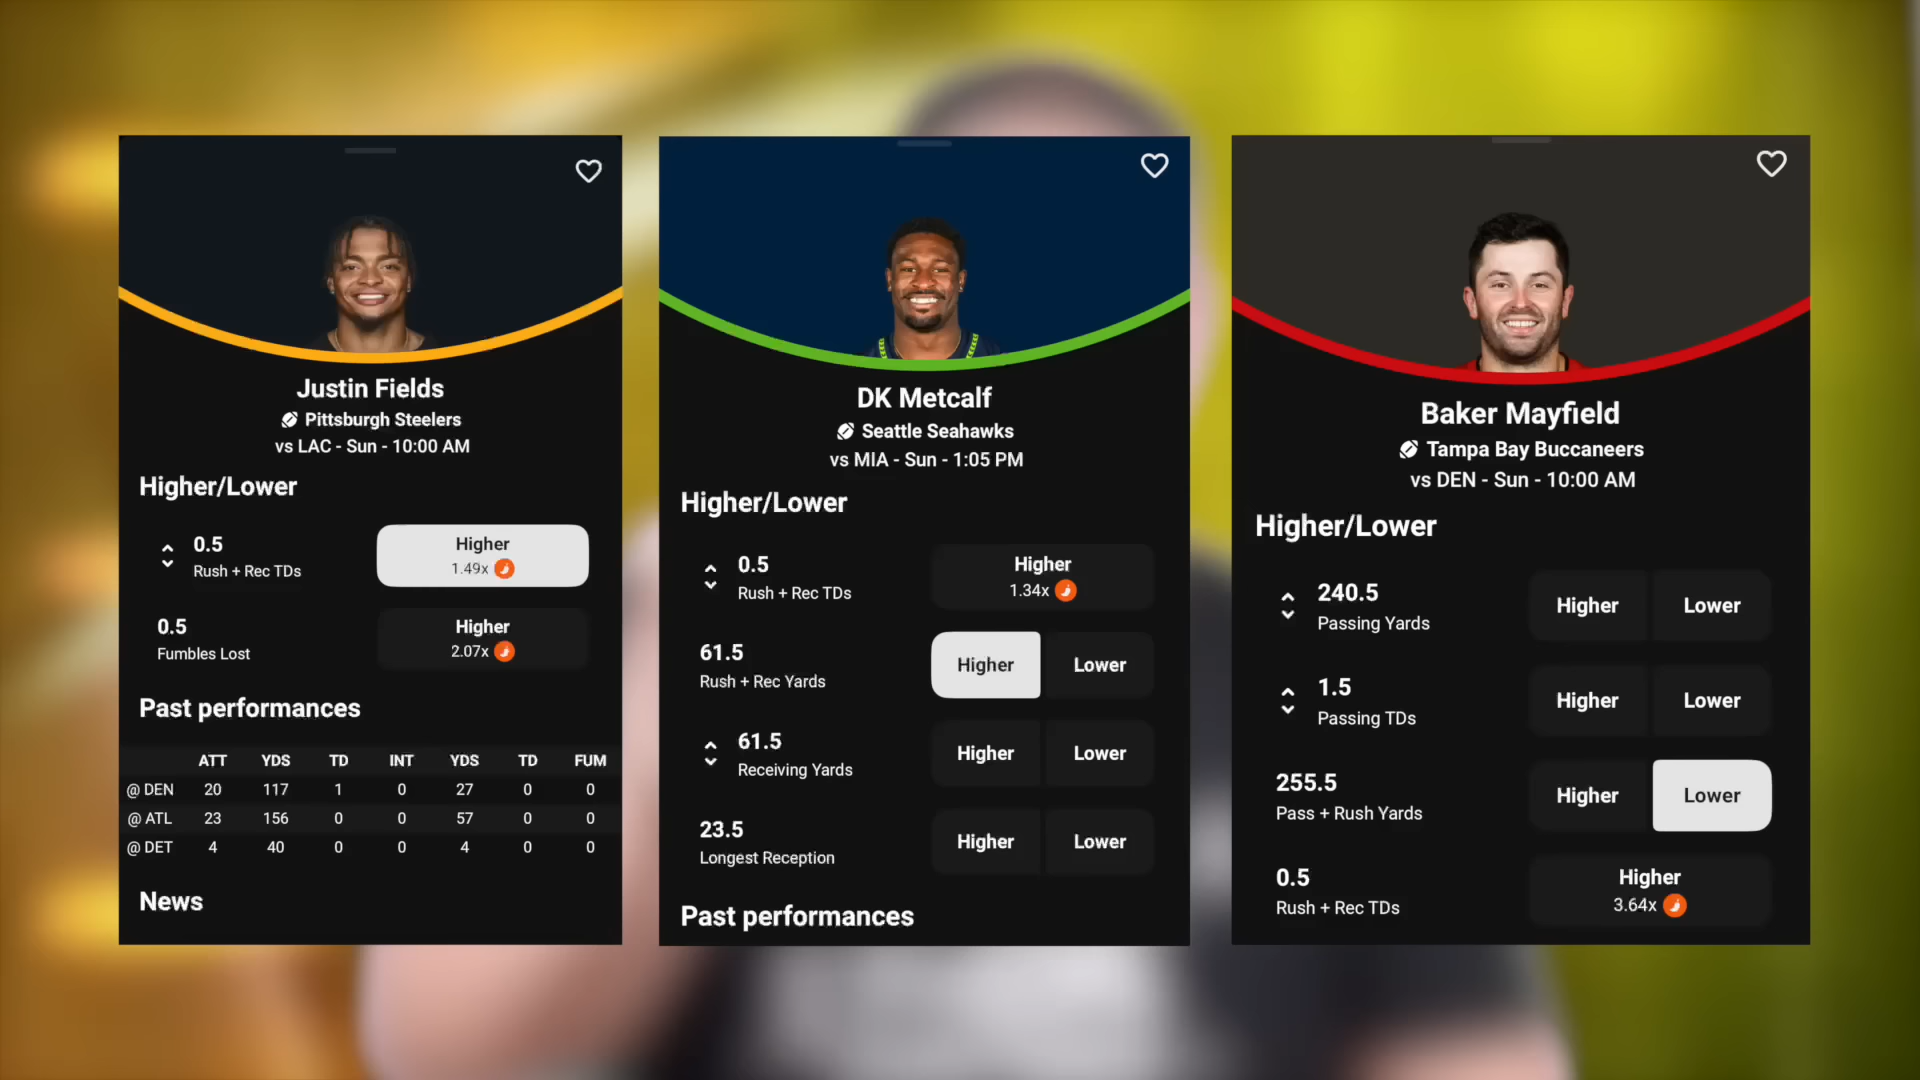 Justin Fields
Pittsburgh Steelers
vs LAC - Sun - 10:00 AM
Higher/Lower
0.5
Rush + Rec TDs
Higher
1.49x
0.5
Fumbles Lost
Higher
2.07x
Past performances
ATT YDS TD INT YDS TD FUM
@ DEN 20 117 1 0 27 0 0
@ ATL 23 156 0 0 57 0 0
@ DET 4 40 0 0 4 0 0
News
DK Metcalf
Seattle Seahawks
vs MIA - Sun - 1:05 PM
Higher/Lower
0.5
Rush + Rec TDs
Higher
1.34x
61.5
Rush + Rec Yards
Higher Lower
61.5
Receiving Yards
Higher Lower
23.5
Longest Reception
Higher Lower
Past performances
Baker Mayfield
Tampa Bay Buccaneers
vs DEN - Sun - 10:00 AM
Higher/Lower
240.5
Passing Yards
Higher Lower
1.5
Passing TDs
Higher Lower
255.5
Pass + Rush Yards
Higher Lower
0.5
Rush + Rec TDs
Higher
3.64x